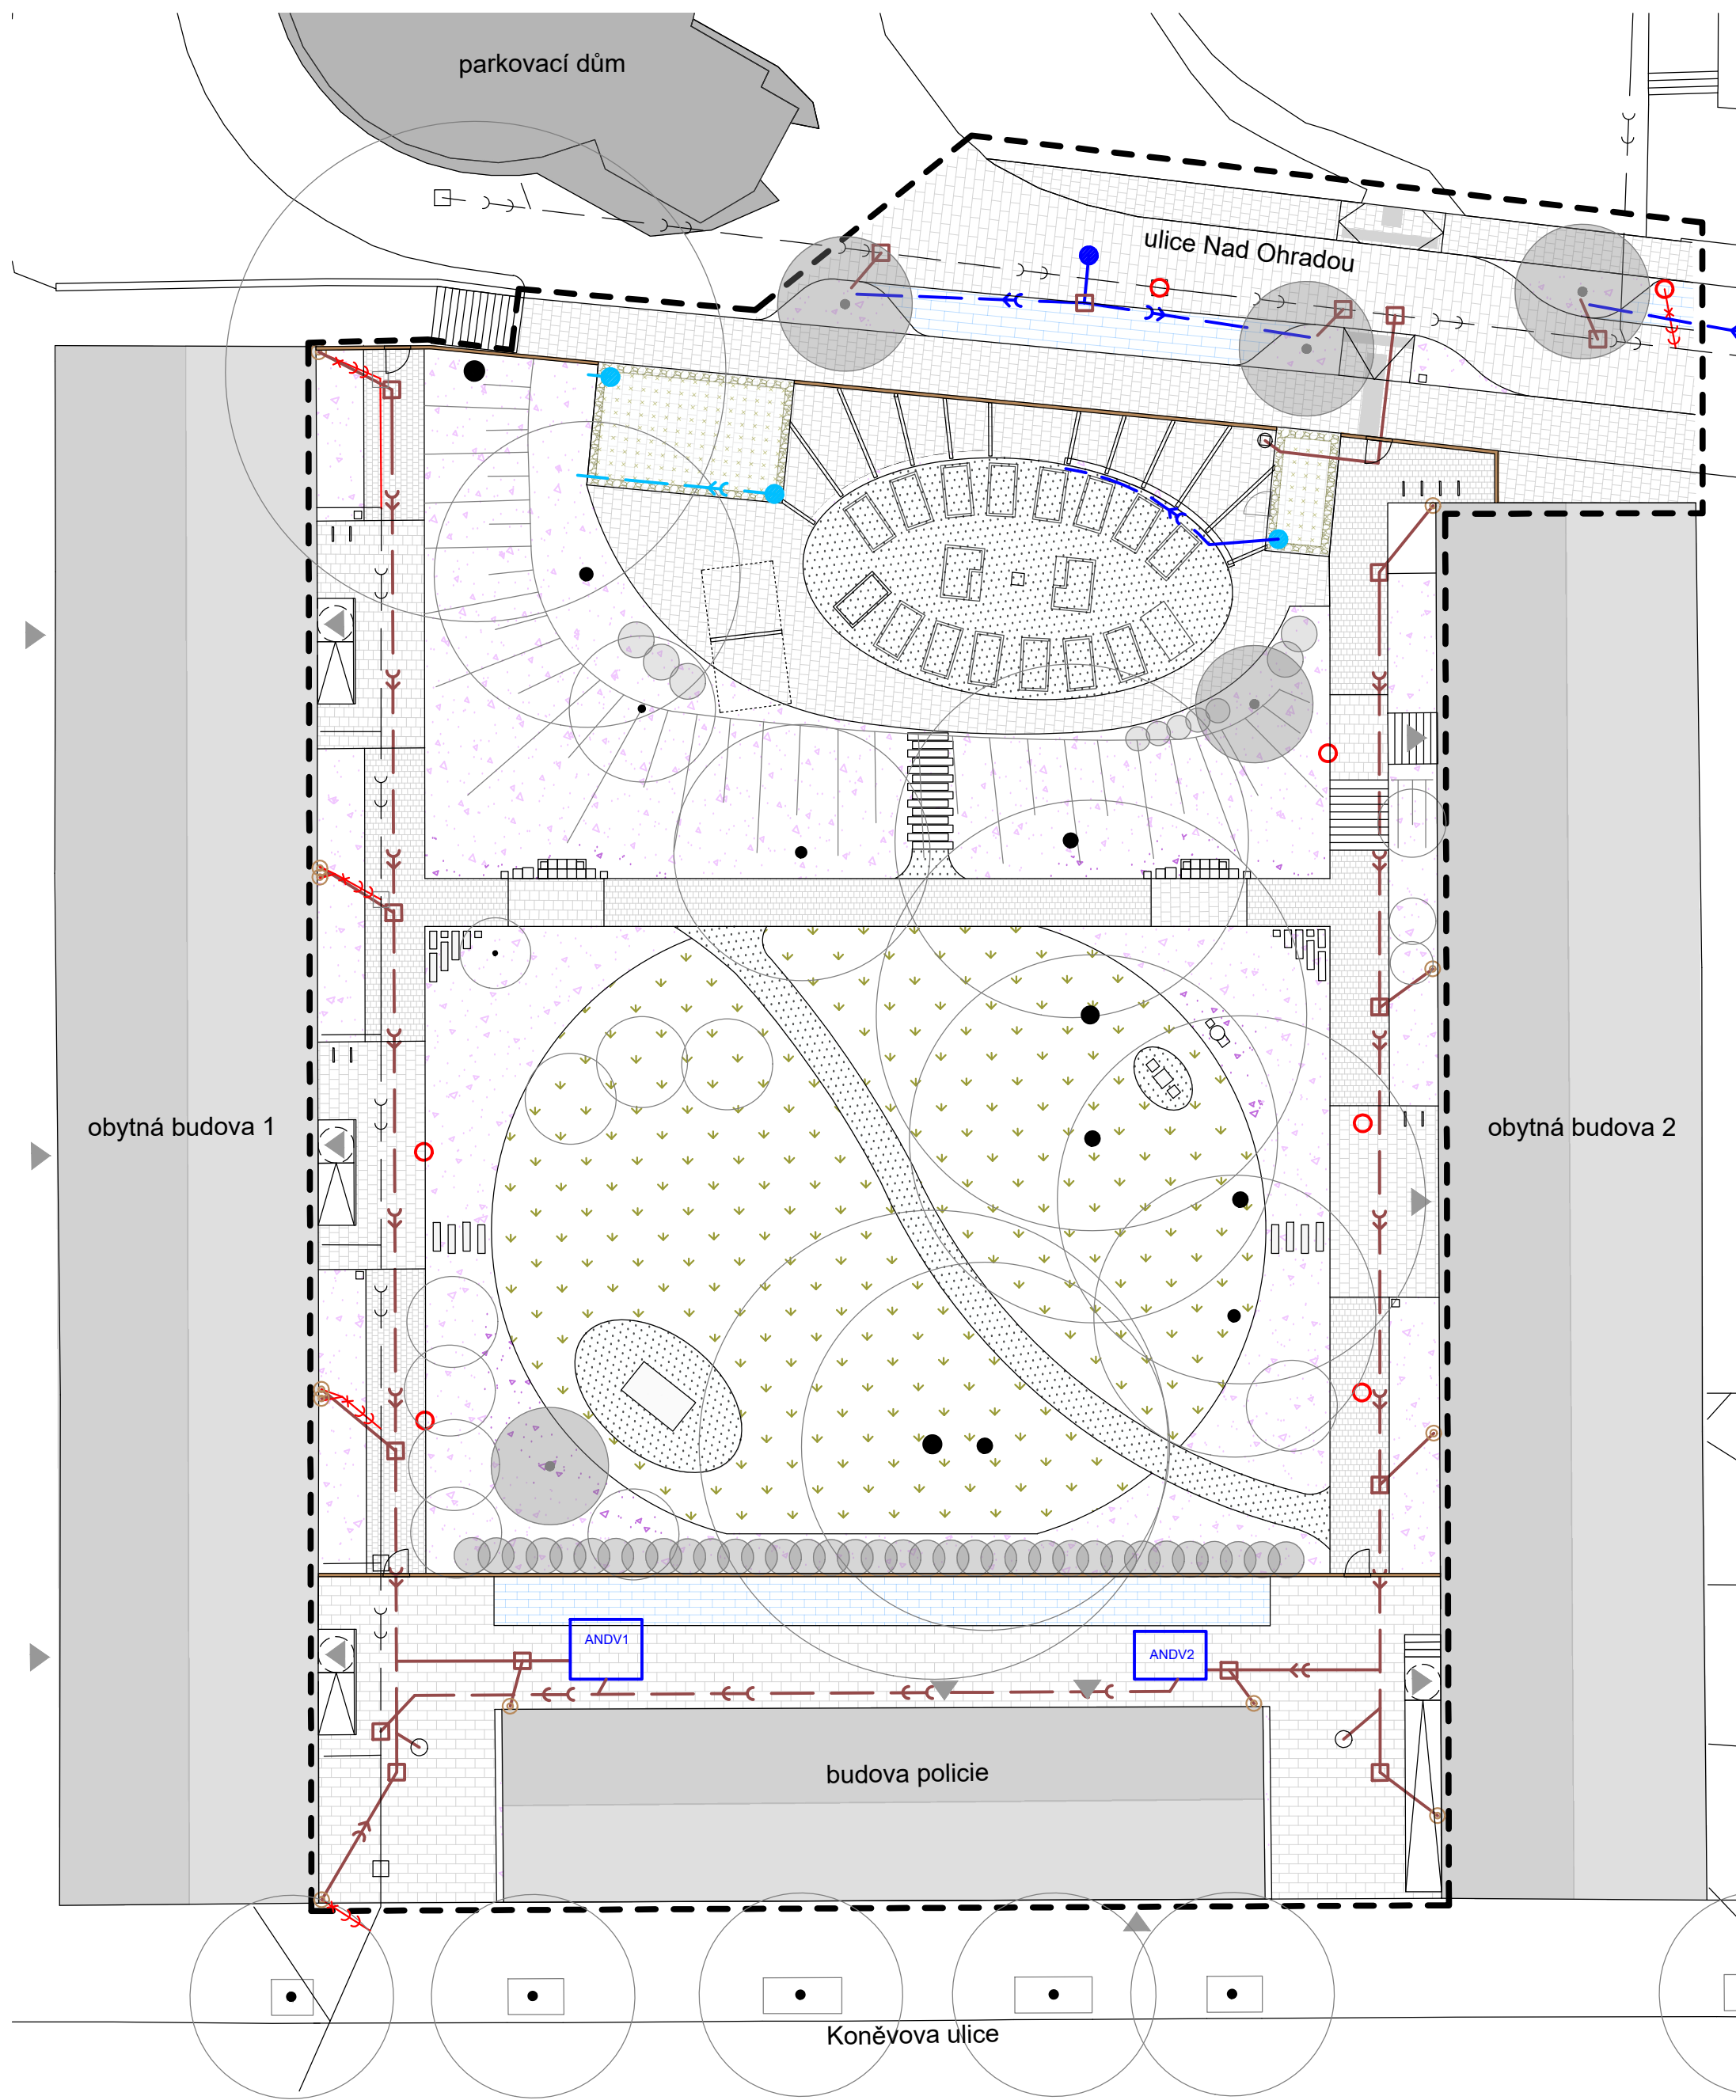 parkovací dům
ulice Nad Ohradou
obytná budova 1
obytná budova 2
ANDV1
ANDV2
budova policie
Koněvova ulice